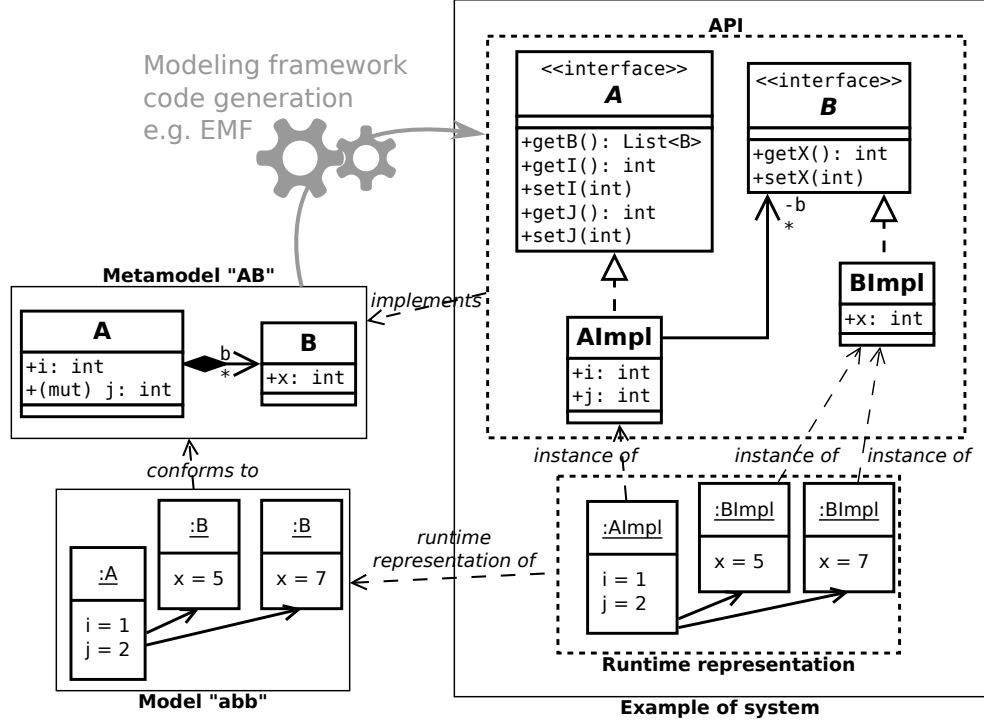 Modeling framework
code generation
e.g. EMF
API
<<interface>>
A
+getB(): List<B>
+getI(): int
+setI(int)
+getJ(): int
+setJ(int)
<<interface>>
B
+getX(): int
+setX(int)
-b
*
AImpl
+i: int
+j: int
BImpl
+x: int
implements
Metamodel "AB"
A
+i: int
+(mut) j: int
b
*
B
+x: int
conforms to
instance of
instance of
instance of
:A
i = 1
j = 2
:B
x = 5
:B
x = 7
Model "abb"
runtime
representation of
:AImpl
i = 1
j = 2
:BImpl
x = 5
:BImpl
x = 7
Runtime representation
Example of system